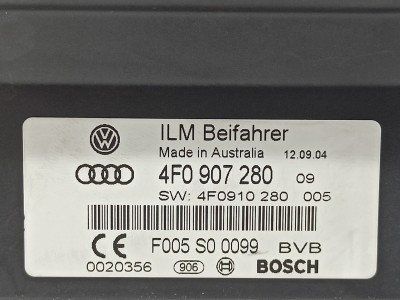 ILM Beifahrer
Made in Australia 12.09.04
4F0 907 280 09
SW: 4F0910 280 005
CE F005 S0 0099 BVB
0020356 906 BOSCH